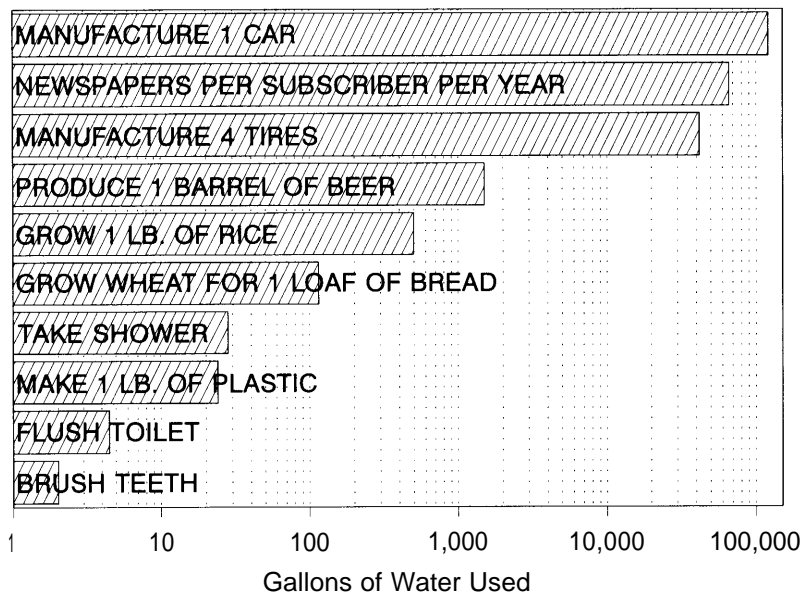 MANUFACTURE 1 CAR
NEWSPAPERS PER SUBSCRIBER PER YEAR
MANUFACTURE 4 TIRES
PRODUCE 1 BARREL OF BEER
GROW 1 LB. OF RICE
GROW WHEAT FOR 1 LOAF OF BREAD
TAKE SHOWER
MAKE 1 LB. OF PLASTIC
FLUSH TOILET
BRUSH TEETH
1 10 100 1,000 10,000 100,000
Gallons of Water Used